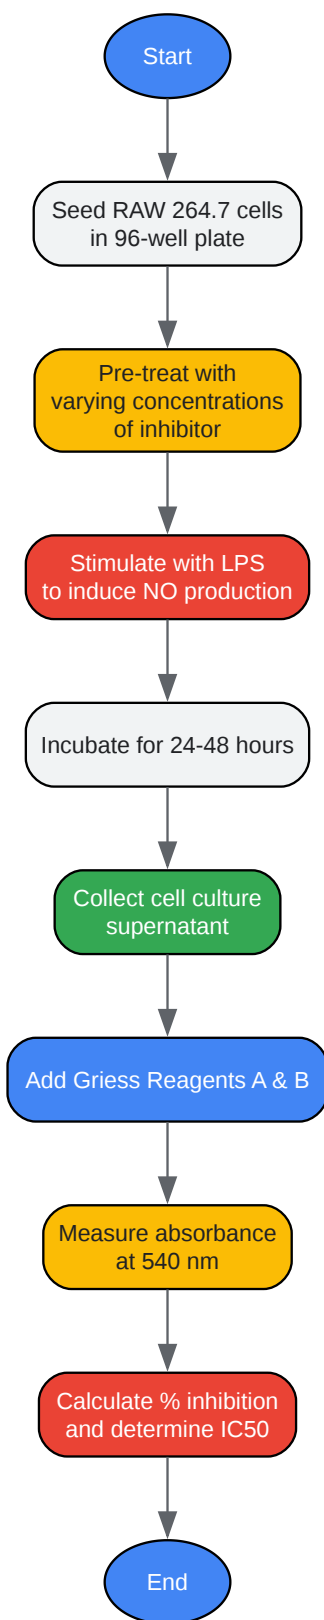 Start
Seed RAW 264.7 cells
in 96-well plate
Pre-treat with
varying concentrations
of inhibitor
Stimulate with LPS
to induce NO production
Incubate for 24-48 hours
Collect cell culture
supernatant
Add Griess Reagents A & B
Measure absorbance
at 540 nm
Calculate % inhibition
and determine IC50
End